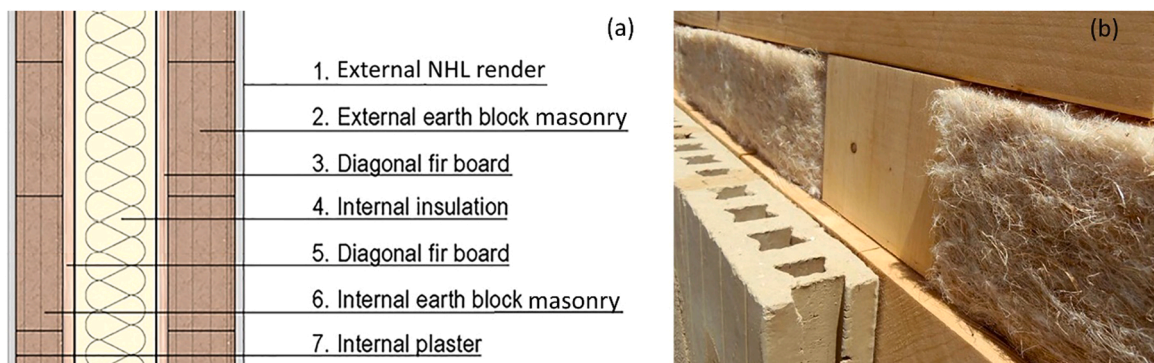 (a)
1. External NHL render
2. External earth block masonry
3. Diagonal fir board
4. Internal insulation
5. Diagonal fir board
6. Internal earth block masonry
7. Internal plaster
(b)